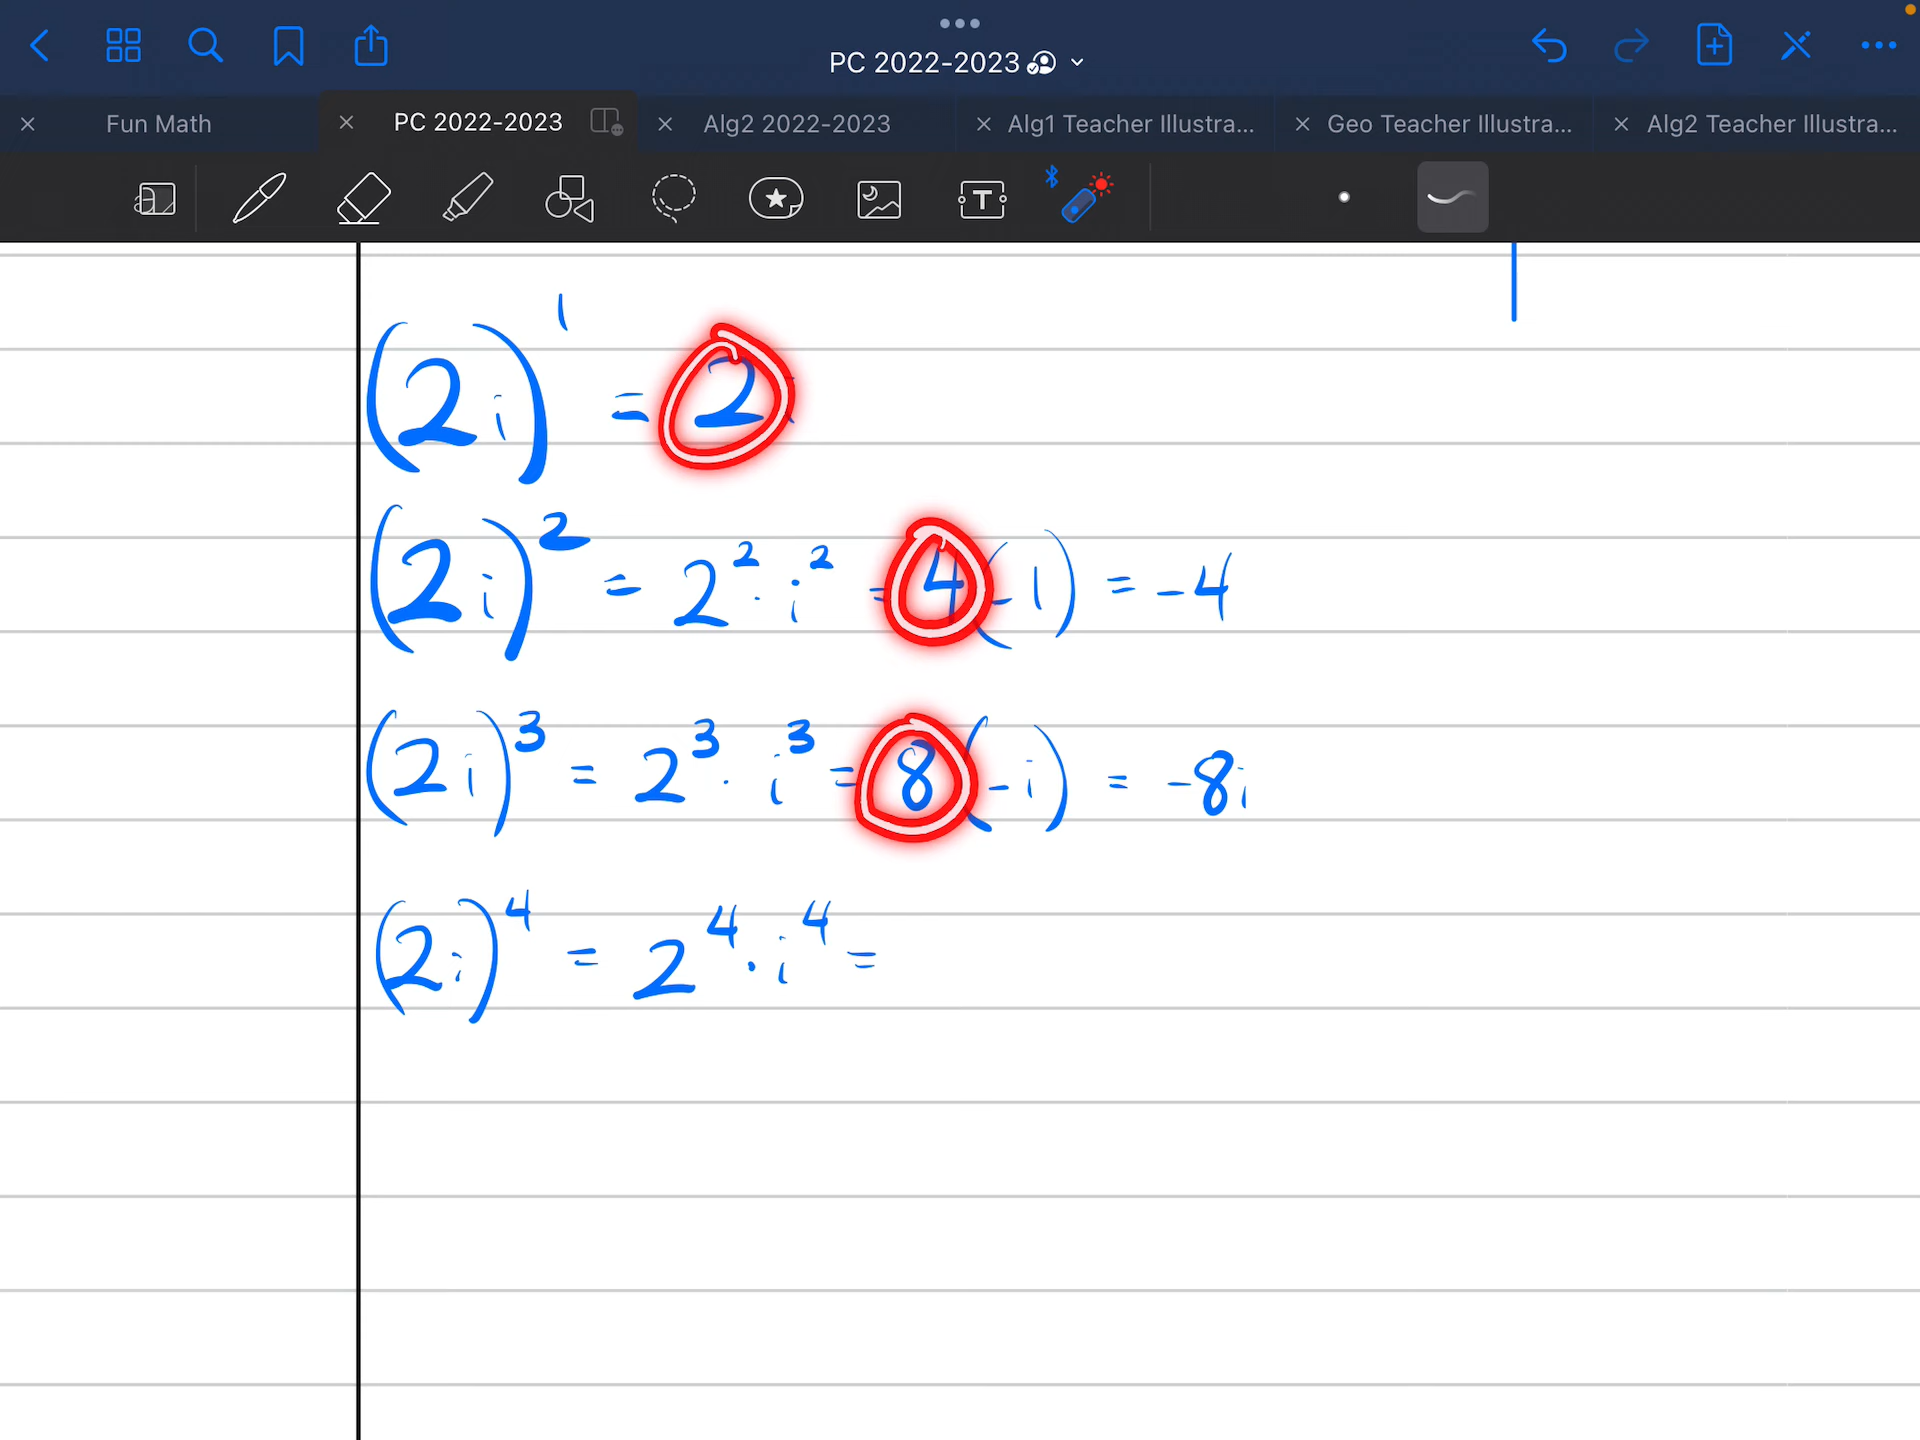 PC 2022-2023
Fun Math
PC 2022-2023
Alg2 2022-2023
Alg1 Teacher Illustra...
Geo Teacher Illustra...
Alg2 Teacher Illustra...
(2i)¹ = 2
(2i)² = 2² · i² = 4(-1) = -4
(2i)³ = 2³ · i³ = 8(-i) = -8i
(2i)⁴ = 2⁴ · i⁴ =